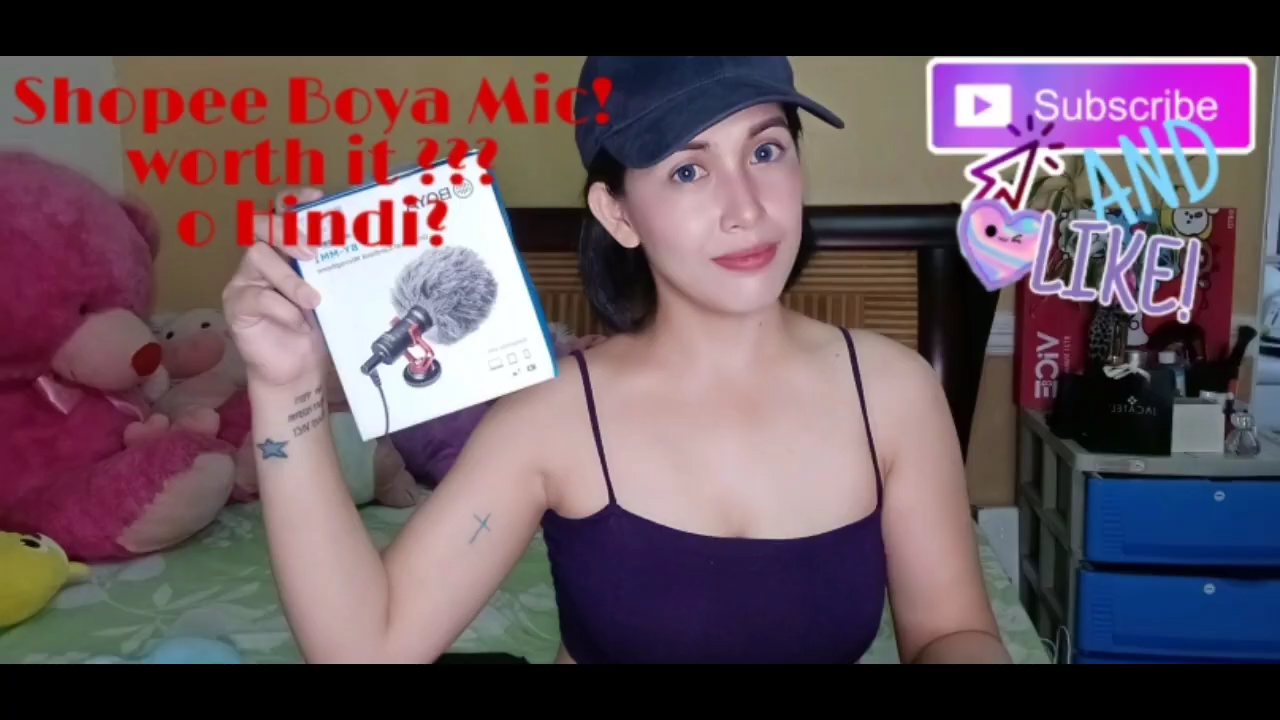 Shopee Boya Mic!
worth it ???
o Hindi?
Subscribe
AND
LIKE!
BOYA
BY-MM1